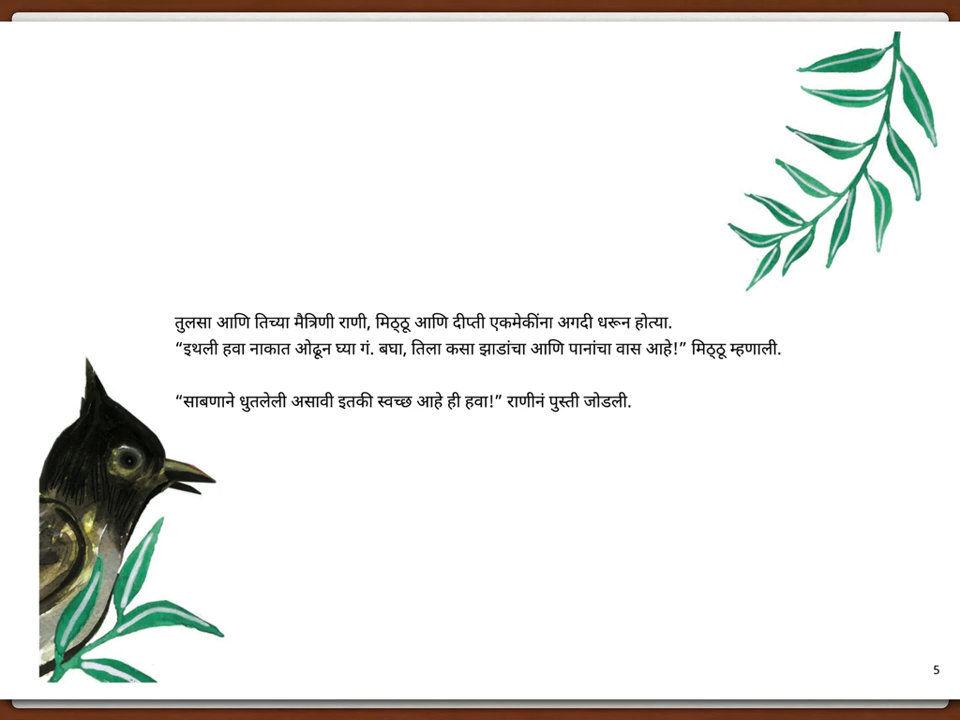 तुलसा आणि तिच्या मैत्रिणी राणी, मिठ्ठू आणि दीप्ती एकमेकींना अगदी धरून होत्या.
“इथली हवा नाकात ओढून घ्या गं. बघा, तिला कसा झाडांचा आणि पानांचा वास आहे!” मिठ्ठू म्हणाली.
“साबणाने धुतलेली असावी इतकी स्वच्छ आहे ही हवा!” राणीनं पुस्ती जोडली.
5